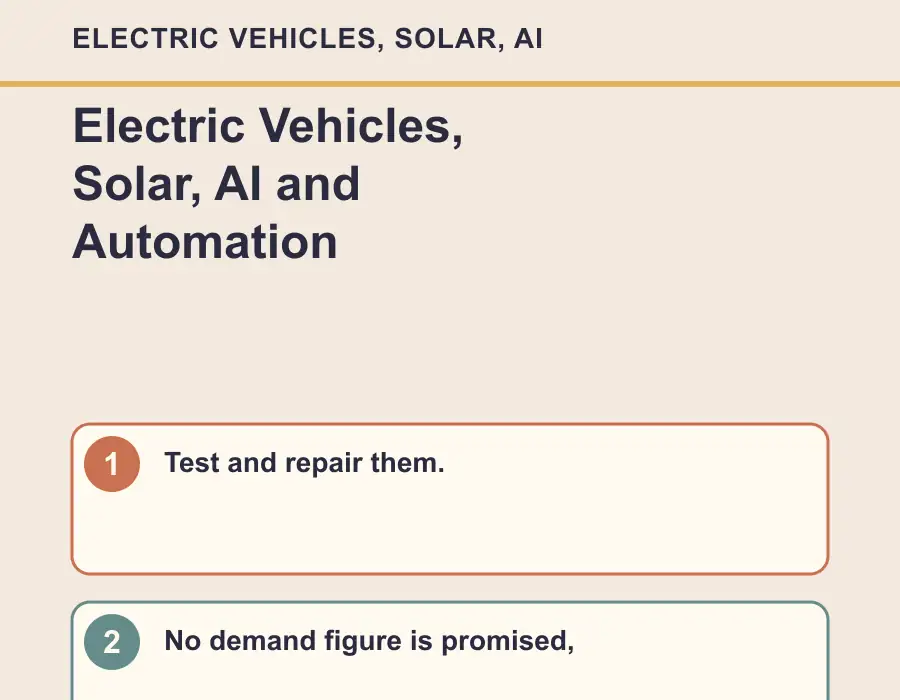 ELECTRIC VEHICLES, SOLAR, AI
Electric Vehicles,
Solar, AI and
Automation
1
Test and repair them.
2
No demand figure is promised,